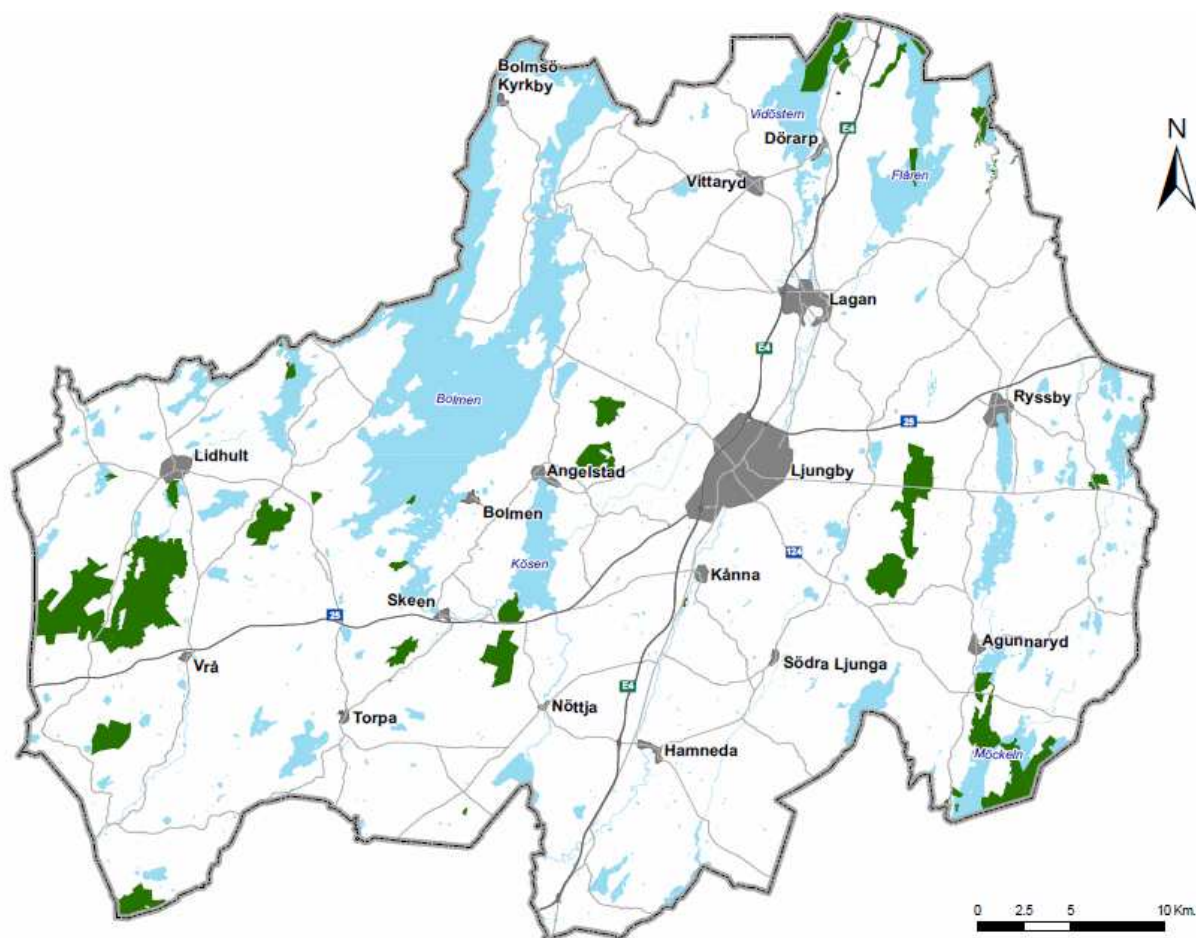 Bolmsö
Kyrkby
Vidöstern
E4
Dörarp
Flåren
Vittaryd
N
Lagan
E4
Bolmen
Ryssby
25
Lidhult
Angelstad
Ljungby
Bolmen
124
Kösen
Kånna
Skeen
25
Agunnaryd
Vrå
Södra Ljunga
E4
Nöttja
Torpa
Hamneda
Möckeln
0 2.5 5 10 Km.